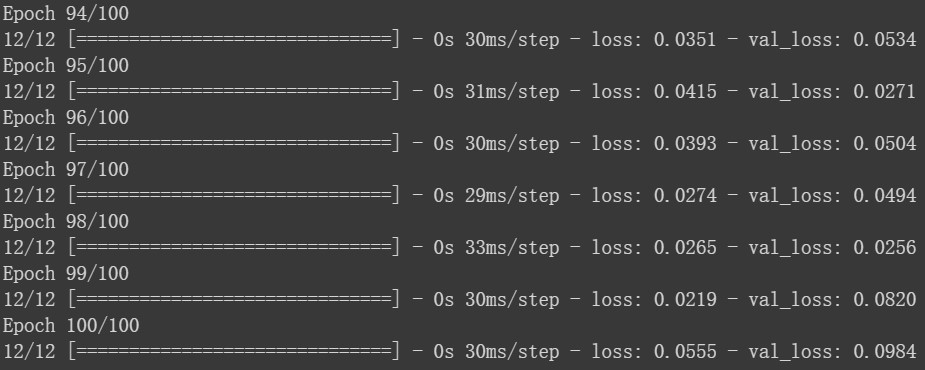 Epoch 94/100
12/12 [==============================] - 0s 30ms/step - loss: 0.0351 - val_loss: 0.0534
Epoch 95/100
12/12 [==============================] - 0s 31ms/step - loss: 0.0415 - val_loss: 0.0271
Epoch 96/100
12/12 [==============================] - 0s 30ms/step - loss: 0.0393 - val_loss: 0.0504
Epoch 97/100
12/12 [==============================] - 0s 29ms/step - loss: 0.0274 - val_loss: 0.0494
Epoch 98/100
12/12 [==============================] - 0s 33ms/step - loss: 0.0265 - val_loss: 0.0256
Epoch 99/100
12/12 [==============================] - 0s 30ms/step - loss: 0.0219 - val_loss: 0.0820
Epoch 100/100
12/12 [==============================] - 0s 30ms/step - loss: 0.0555 - val_loss: 0.0984